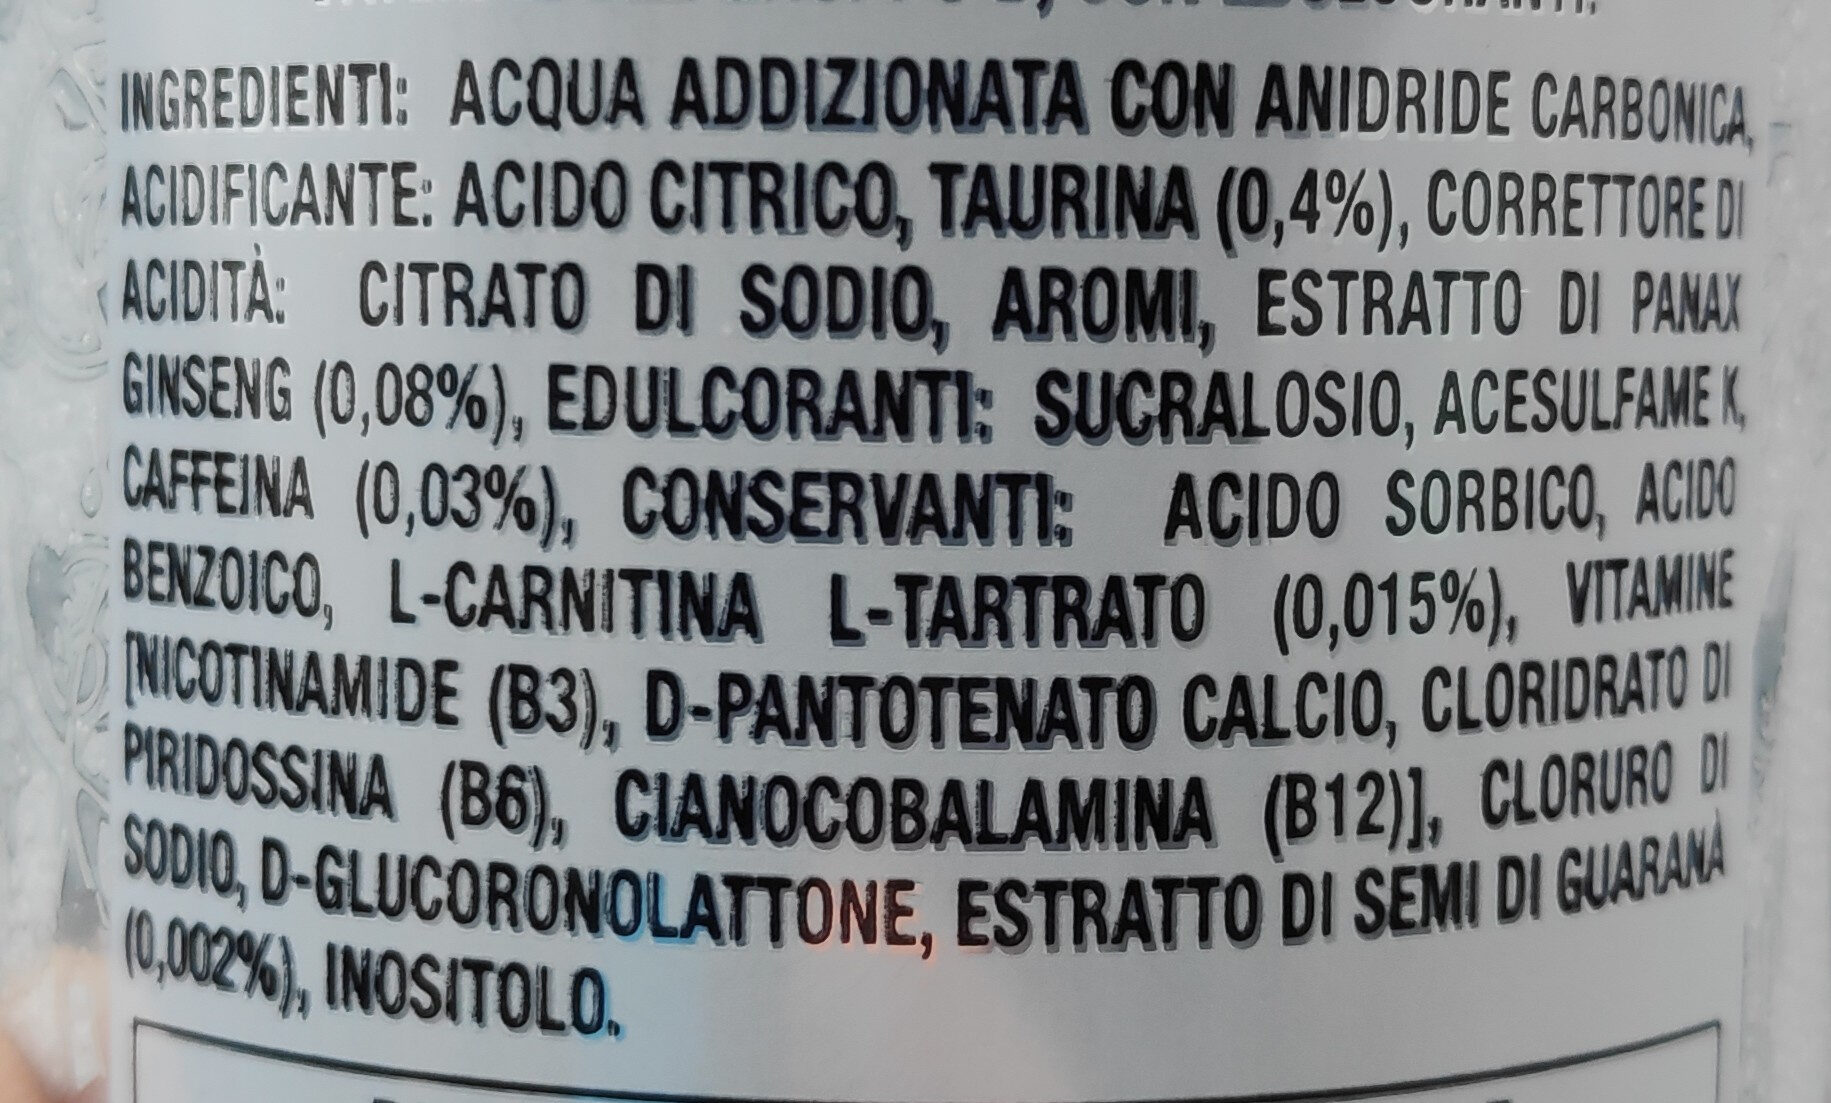 INGREDIENTI: ACQUA ADDIZIONATA CON ANIDRIDE CARBONICA,
ACIDIFICANTE: ACIDO CITRICO, TAURINA (0,4%), CORRETTORE DI
ACIDITÀ: CITRATO DI SODIO, AROMI, ESTRATTO DI PANAX
GINSENG (0,08%), EDULCORANTI: SUCRALOSIO, ACESULFAME K,
CAFFEINA (0,03%), CONSERVANTI: ACIDO SORBICO, ACIDO
BENZOICO, L-CARNITINA L-TARTRATO (0,015%), VITAMINE
[NICOTINAMIDE (B3), D-PANTOTENATO CALCIO, CLORIDRATO DI
PIRIDOSSINA (B6), CIANOCOBALAMINA (B12)], CLORURO DI
SODIO, D-GLUCORONOLATTONE, ESTRATTO DI SEMI DI GUARANÀ
(0,002%), INOSITOLO.